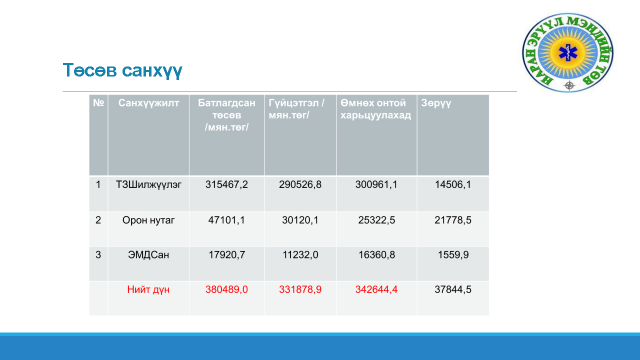 НАРАН ЭРҮҮЛ МЭНДИЙН ТӨВ
Төсөв санхүү
№ Санхүүжилт Батлагдсан төсөв /мян.төг/ Гүйцэтгэл / мян.төг/ Өмнөх онтой харьцуулахад Зөрүү
1 ТЗШилжүүлэг 315467,2 290526,8 300961,1 14506,1
2 Орон нутаг 47101,1 30120,1 25322,5 21778,5
3 ЭМДСан 17920,7 11232,0 16360,8 1559,9
Нийт дүн 380489,0 331878,9 342644,4 37844,5